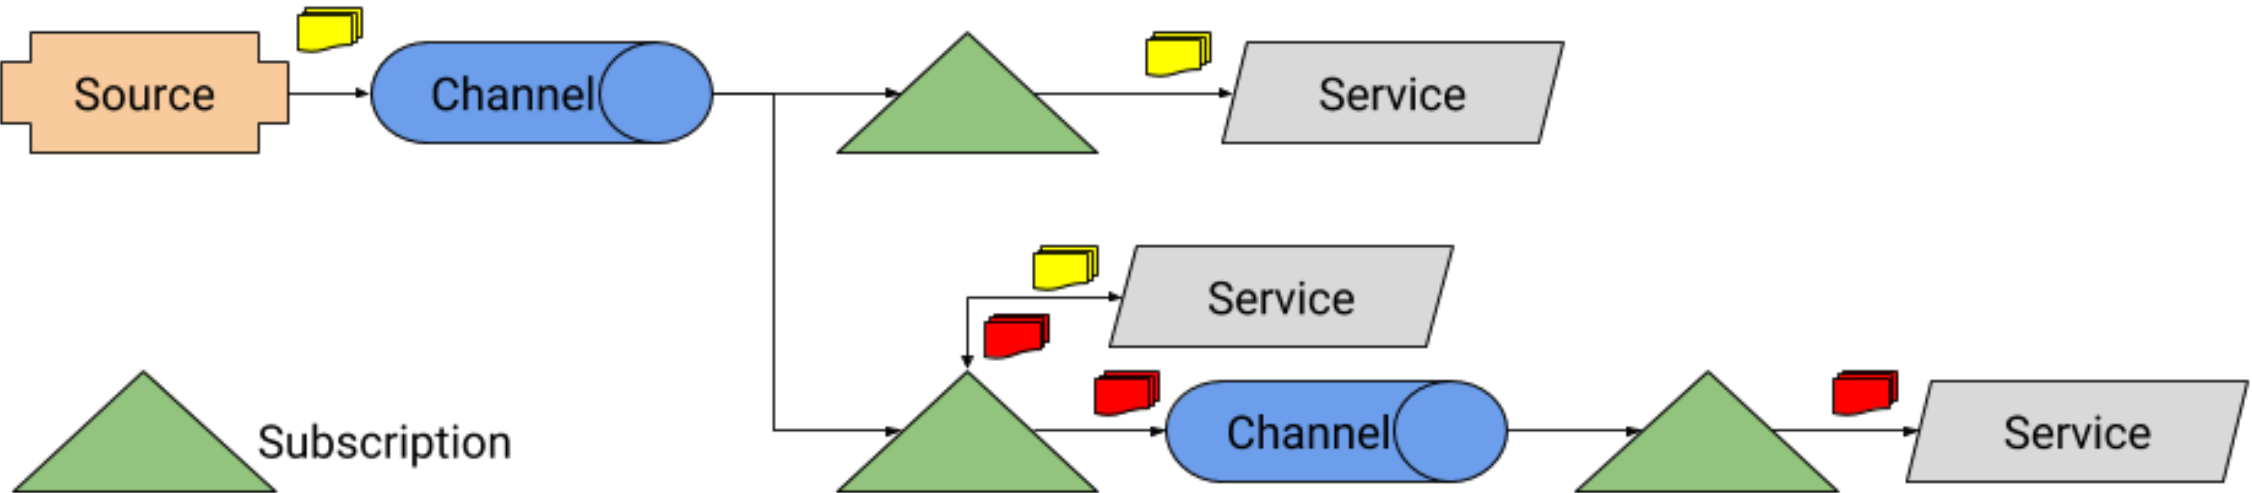 Source
Channel
Service
Service
Subscription
Channel
Service